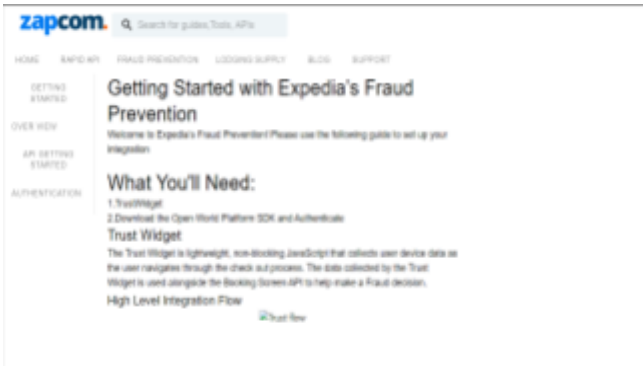 zapcom.
Search for guides,Tools, APIs
HOME RAPID API FRAUD PREVENTION LODGING SUPPLY BLOG SUPPORT
GETTING
STARTED
OVER VIEW
API GETTING
STARTED
AUTHENTICATION
Getting Started with Expedia's Fraud
Prevention
Welcome to Expedia's Fraud Prevention! Please use the following guide to set up your
integration
What You'll Need:
1.TrustWidget
2.Download the Open World Platform SDK and Authenticate
Trust Widget
The Trust Widget is lightweight, non-blocking JavaScript that collects user device data as
the user navigates through the check out process. The data collected by the Trust
Widget is used alongside the Booking Screen API to help make a Fraud decision.
High Level Integration Flow
Trust flow